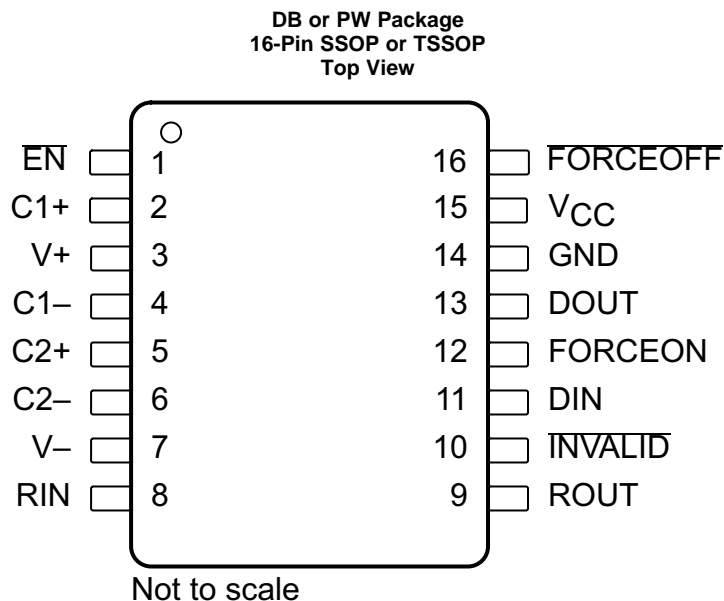 DB or PW Package
16-Pin SSOP or TSSOP
Top View
EN 1 16 FORCEOFF
C1+ 2 15 VCC
V+ 3 14 GND
C1– 4 13 DOUT
C2+ 5 12 FORCEON
C2– 6 11 DIN
V– 7 10 INVALID
RIN 8 9 ROUT
Not to scale